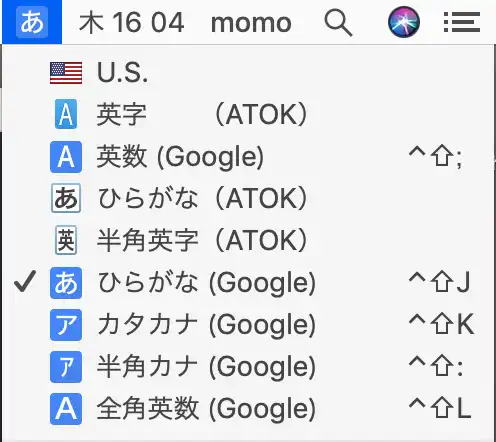 あ 木 16 04 momo
U.S.
A 英字 （ATOK）
A 英数 (Google) ^⇧;
あ ひらがな（ATOK）
英 半角英字（ATOK）
✓ あ ひらがな (Google) ^⇧J
ア カタカナ (Google) ^⇧K
ｱ 半角カナ (Google) ^⇧:
A 全角英数 (Google) ^⇧L